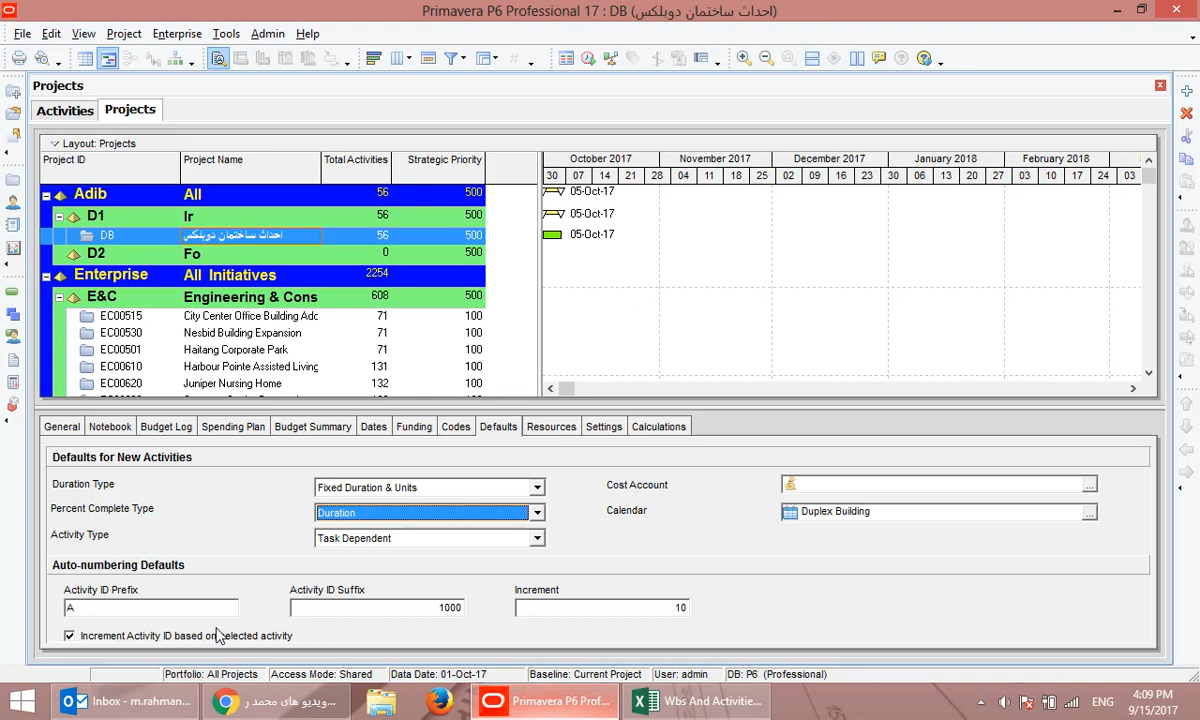 Primavera P6 Professional 17 : DB (احداث ساختمان دوبلکس)
File Edit View Project Enterprise Tools Admin Help
Projects
Activities Projects
Layout: Projects
Project ID Project Name Total Activities Strategic Priority
October 2017 November 2017 December 2017 January 2018 February 2018
30 07 14 21 28 04 11 18 25 02 09 16 23 30 06 13 20 27 03 10 17 24 03
Adib All 56 500 05-Oct-17
D1 Ir 56 500 05-Oct-17
DB احداث ساختمان دوبلکس 56 500 05-Oct-17
D2 Fo 0 500
Enterprise All Initiatives 2254
E&C Engineering & Cons 608 500
EC00515 City Center Office Building Adc 71 100
EC00530 Nesbid Building Expansion 71 100
EC00501 Haitang Corporate Park 71 100
EC00610 Harbour Pointe Assisted Living 131 100
EC00620 Juniper Nursing Home 132 100
General Notebook Budget Log Spending Plan Budget Summary Dates Funding Codes Defaults Resources Settings Calculations
Defaults for New Activities
Duration Type Fixed Duration & Units Cost Account
Percent Complete Type Duration Calendar Duplex Building
Activity Type Task Dependent
Auto-numbering Defaults
Activity ID Prefix Activity ID Suffix Increment
A 1000 10
Increment Activity ID based on selected activity
Portfolio: All Projects Access Mode: Shared Data Date: 01-Oct-17 Baseline: Current Project User: admin DB: P6 (Professional)
Inbox - m.rahman... ویدیو های محمد ر... Primavera P6 Prof... Wbs And Activitie... ENG 4:09 PM
9/15/2017